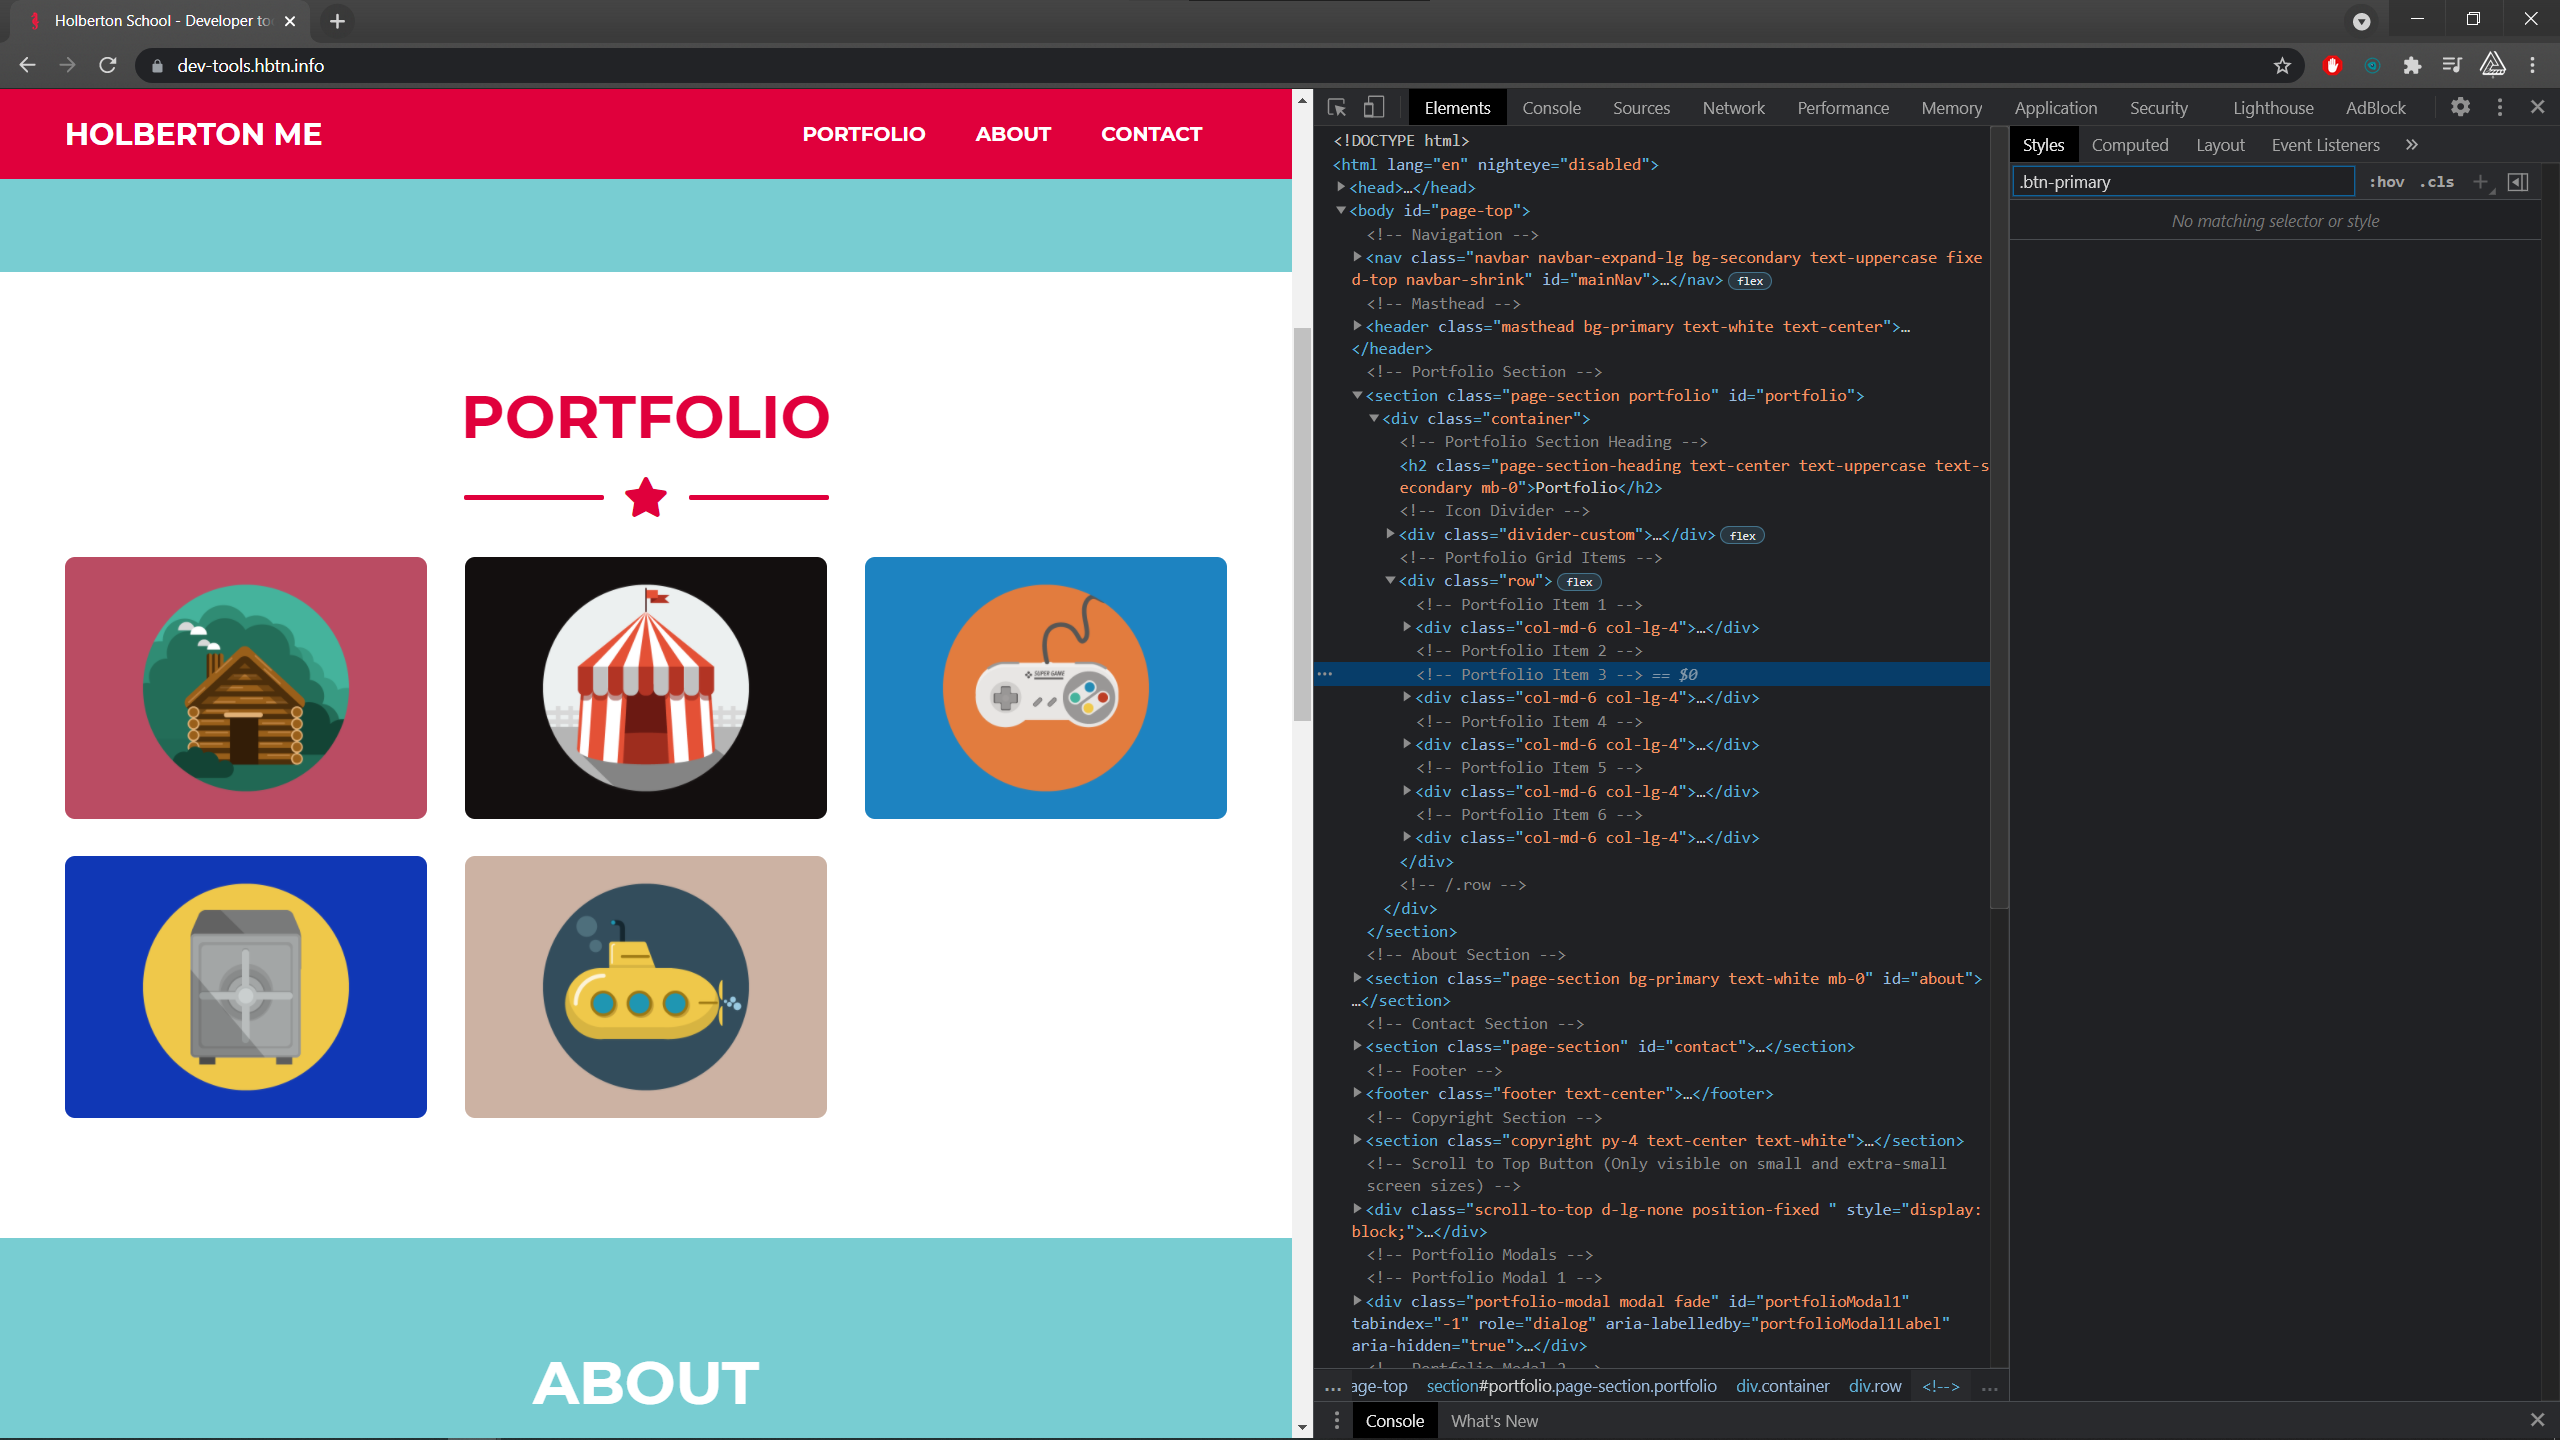 Holberton School - Developer to
dev-tools.hbtn.info
HOLBERTON ME
PORTFOLIO
ABOUT
CONTACT
PORTFOLIO
SUPER GAME
ABOUT
Elements
Console
Sources
Network
Performance
Memory
Application
Security
Lighthouse
AdBlock
<!DOCTYPE html>
<html lang="en" nighteye="disabled">
<head>…</head>
<body id="page-top">
<!-- Navigation -->
<nav class="navbar navbar-expand-lg bg-secondary text-uppercase fixe
d-top navbar-shrink" id="mainNav">…</nav> flex
<!-- Masthead -->
<header class="masthead bg-primary text-white text-center">…
</header>
<!-- Portfolio Section -->
<section class="page-section portfolio" id="portfolio">
<div class="container">
<!-- Portfolio Section Heading -->
<h2 class="page-section-heading text-center text-uppercase text-s
econdary mb-0">Portfolio</h2>
<!-- Icon Divider -->
<div class="divider-custom">…</div> flex
<!-- Portfolio Grid Items -->
<div class="row"> flex
<!-- Portfolio Item 1 -->
<div class="col-md-6 col-lg-4">…</div>
<!-- Portfolio Item 2 -->
<!-- Portfolio Item 3 --> == $0
<div class="col-md-6 col-lg-4">…</div>
<!-- Portfolio Item 4 -->
<div class="col-md-6 col-lg-4">…</div>
<!-- Portfolio Item 5 -->
<div class="col-md-6 col-lg-4">…</div>
<!-- Portfolio Item 6 -->
<div class="col-md-6 col-lg-4">…</div>
</div>
<!-- /.row -->
</div>
</section>
<!-- About Section -->
<section class="page-section bg-primary text-white mb-0" id="about">
…</section>
<!-- Contact Section -->
<section class="page-section" id="contact">…</section>
<!-- Footer -->
<footer class="footer text-center">…</footer>
<!-- Copyright Section -->
<section class="copyright py-4 text-center text-white">…</section>
<!-- Scroll to Top Button (Only visible on small and extra-small
screen sizes) -->
<div class="scroll-to-top d-lg-none position-fixed " style="display:
block;">…</div>
<!-- Portfolio Modals -->
<!-- Portfolio Modal 1 -->
<div class="portfolio-modal modal fade" id="portfolioModal1"
tabindex="-1" role="dialog" aria-labelledby="portfolioModal1Label"
aria-hidden="true">…</div>
<!-- Portfolio Modal 2 -->
… age-top section#portfolio.page-section.portfolio div.container div.row <!--> …
Console
What's New
Styles
Computed
Layout
Event Listeners
.btn-primary
:hov
.cls
No matching selector or style